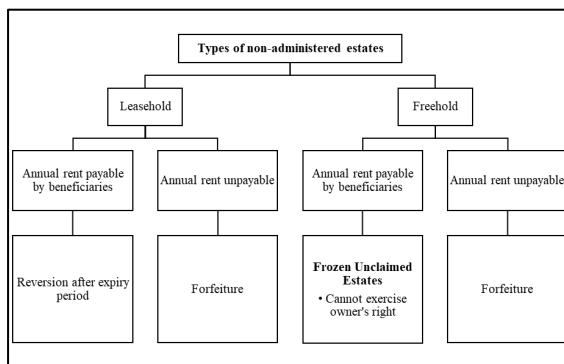 Types of non-administered estates
Leasehold
Freehold
Annual rent payable
by beneficiaries
Annual rent unpayable
Annual rent payable
by beneficiaries
Annual rent unpayable
Reversion after expiry
period
Forfeiture
Frozen Unclaimed
Estates
• Cannot exercise
owner's right
Forfeiture